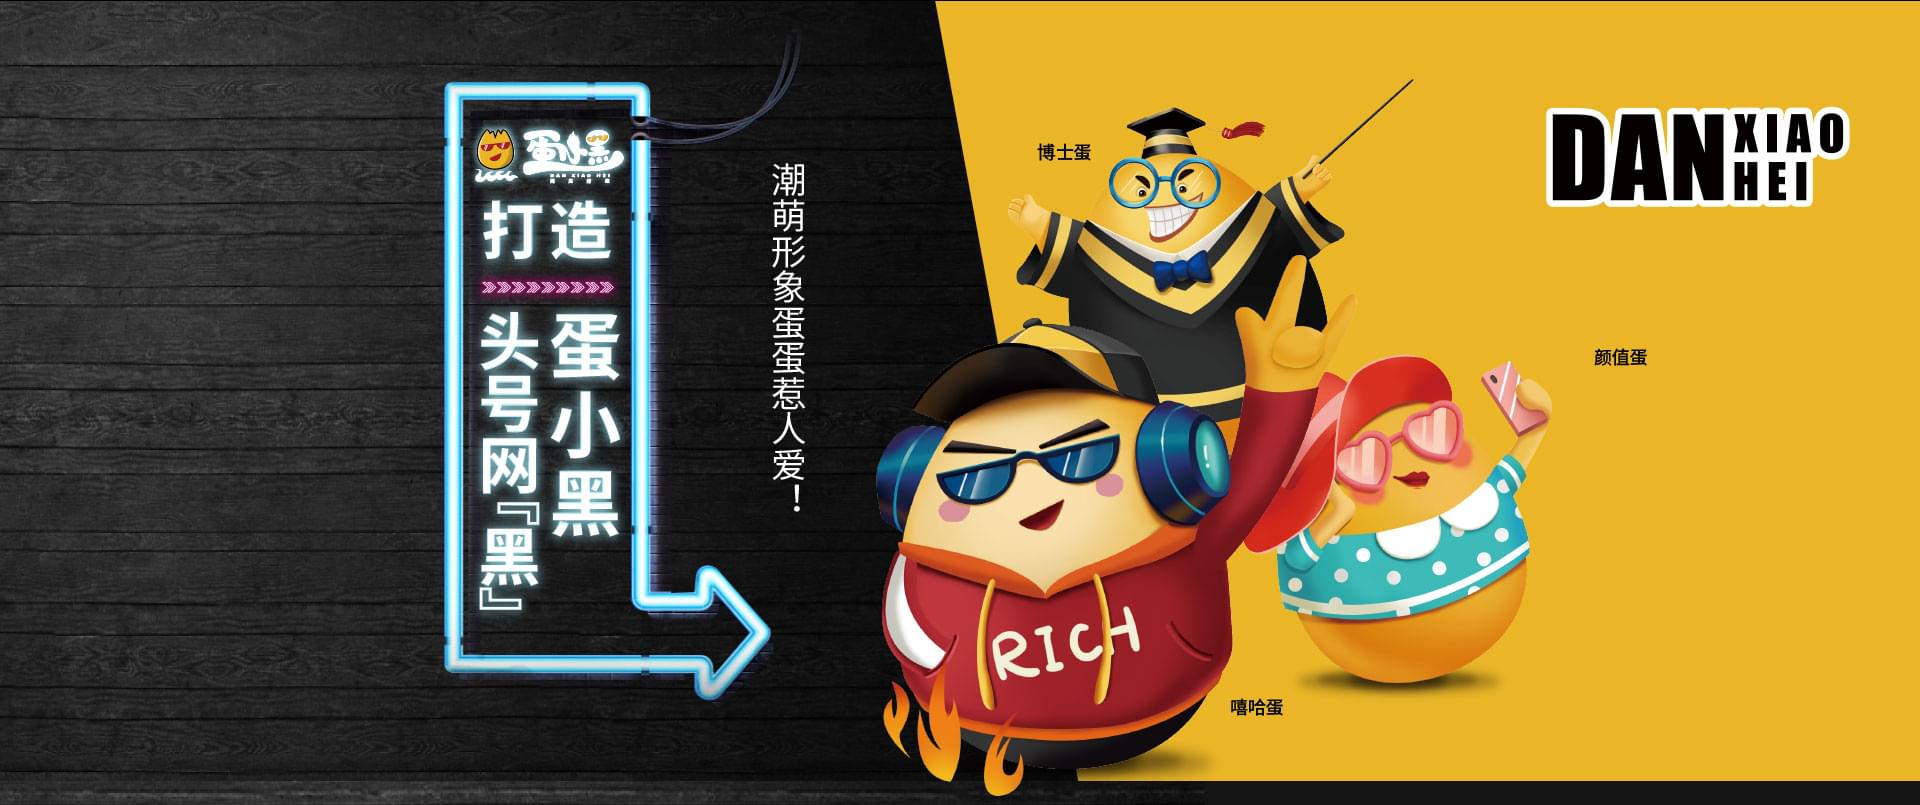 蛋小黑
DAN XIAO HEI
打造
蛋小黑
头号网『黑』
潮萌形象蛋蛋惹人爱！
博士蛋
颜值蛋
嘻哈蛋
RICH
DAN XIAO
HEI